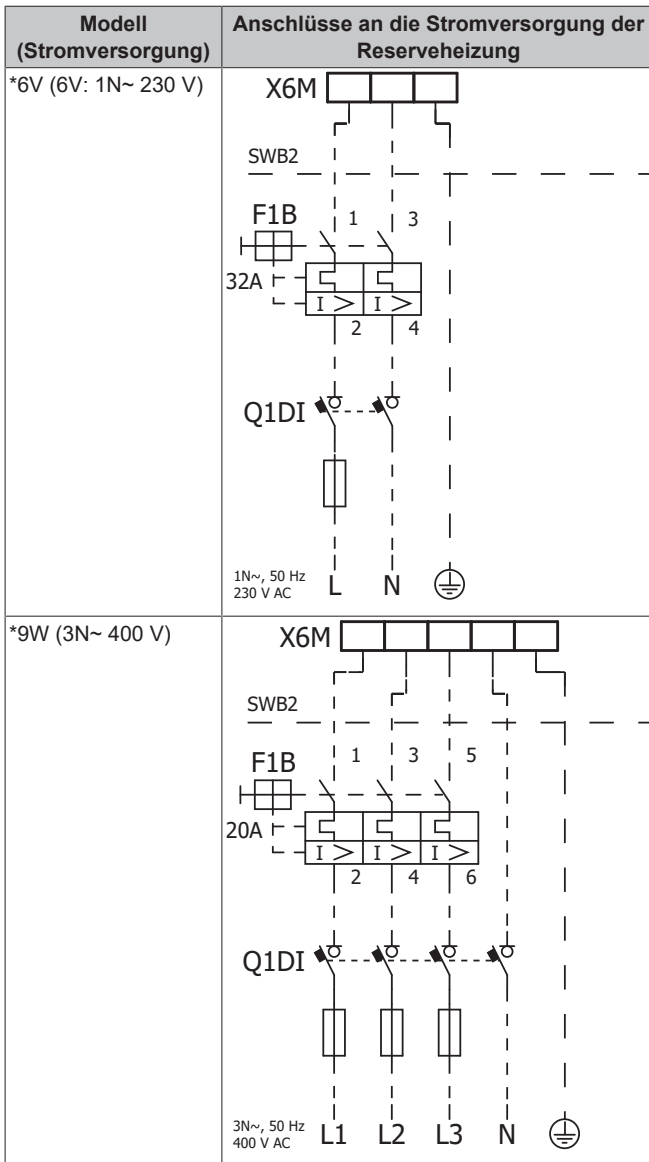 Modell
(Stromversorgung)
Anschlüsse an die Stromversorgung der
Reserveheizung
*6V (6V: 1N~ 230 V)
X6M
SWB2
F1B
1 3
32A
I > I >
2 4
Q1DI
1N~, 50 Hz
230 V AC
L N
*9W (3N~ 400 V)
X6M
SWB2
F1B
1 3 5
20A
I > I > I >
2 4 6
Q1DI
3N~, 50 Hz
400 V AC
L1 L2 L3 N